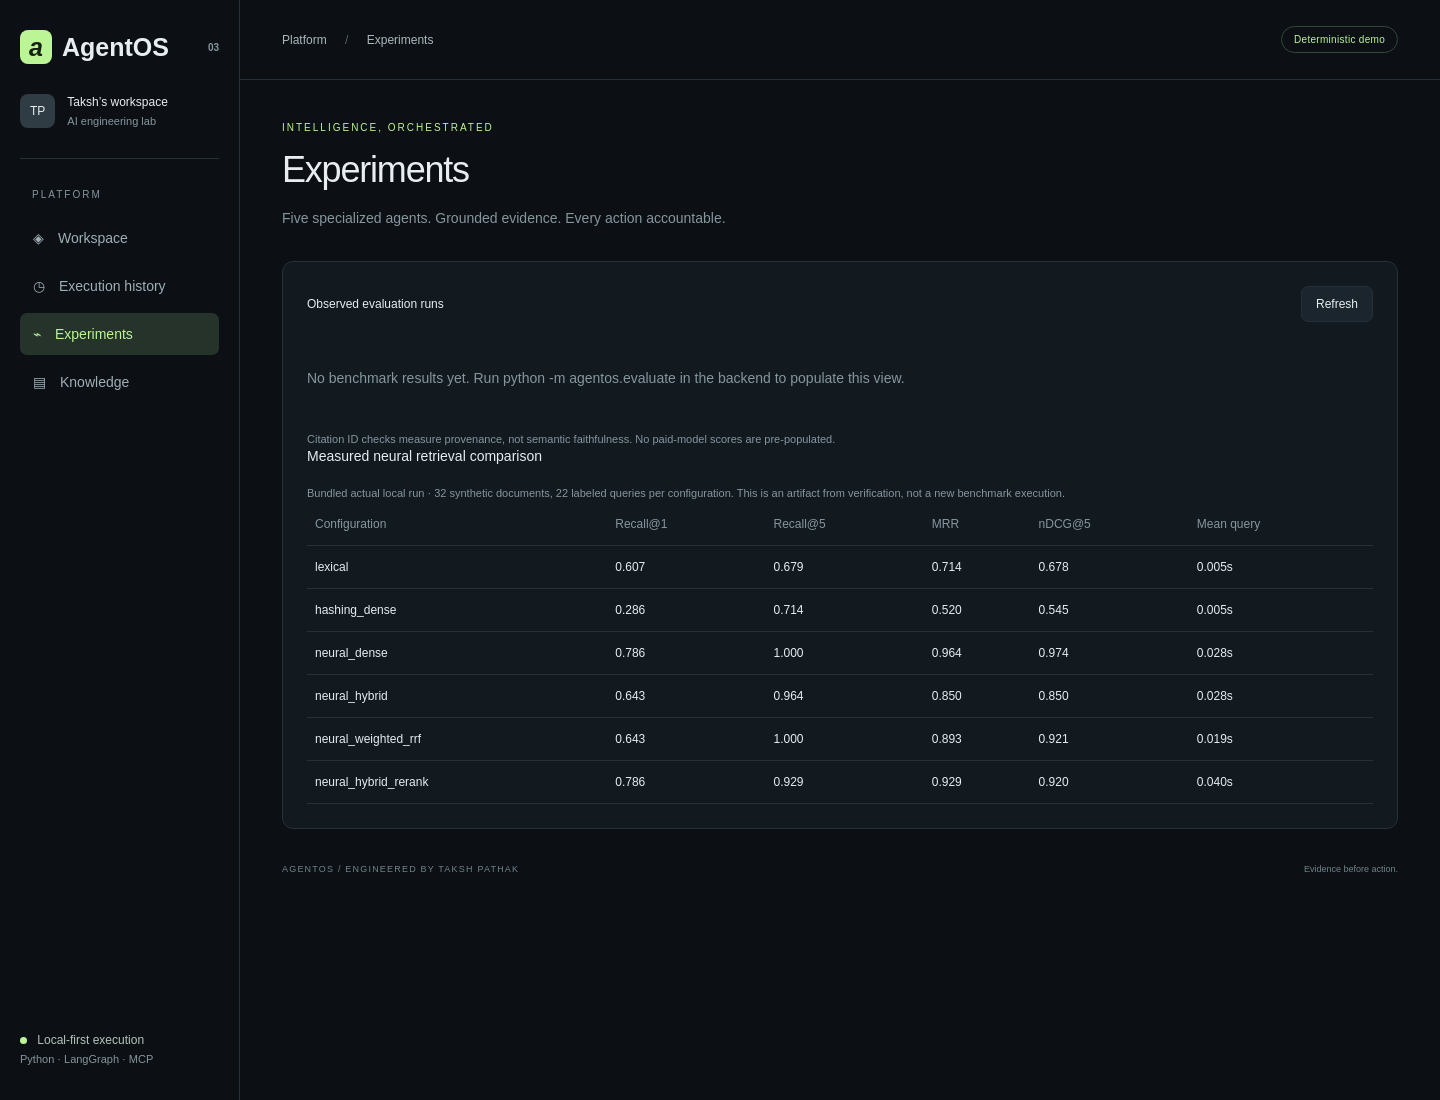 a AgentOS 03
TP
Taksh's workspace
AI engineering lab
PLATFORM
Workspace
Execution history
Experiments
Knowledge
Local-first execution
Python · LangGraph · MCP
Platform / Experiments
Deterministic demo
INTELLIGENCE, ORCHESTRATED
Experiments
Five specialized agents. Grounded evidence. Every action accountable.
Observed evaluation runs
Refresh
No benchmark results yet. Run python -m agentos.evaluate in the backend to populate this view.
Citation ID checks measure provenance, not semantic faithfulness. No paid-model scores are pre-populated.
Measured neural retrieval comparison
Bundled actual local run · 32 synthetic documents, 22 labeled queries per configuration. This is an artifact from verification, not a new benchmark execution.
Configuration Recall@1 Recall@5 MRR nDCG@5 Mean query
lexical 0.607 0.679 0.714 0.678 0.005s
hashing_dense 0.286 0.714 0.520 0.545 0.005s
neural_dense 0.786 1.000 0.964 0.974 0.028s
neural_hybrid 0.643 0.964 0.850 0.850 0.028s
neural_weighted_rrf 0.643 1.000 0.893 0.921 0.019s
neural_hybrid_rerank 0.786 0.929 0.929 0.920 0.040s
AGENTOS / ENGINEERED BY TAKSH PATHAK
Evidence before action.